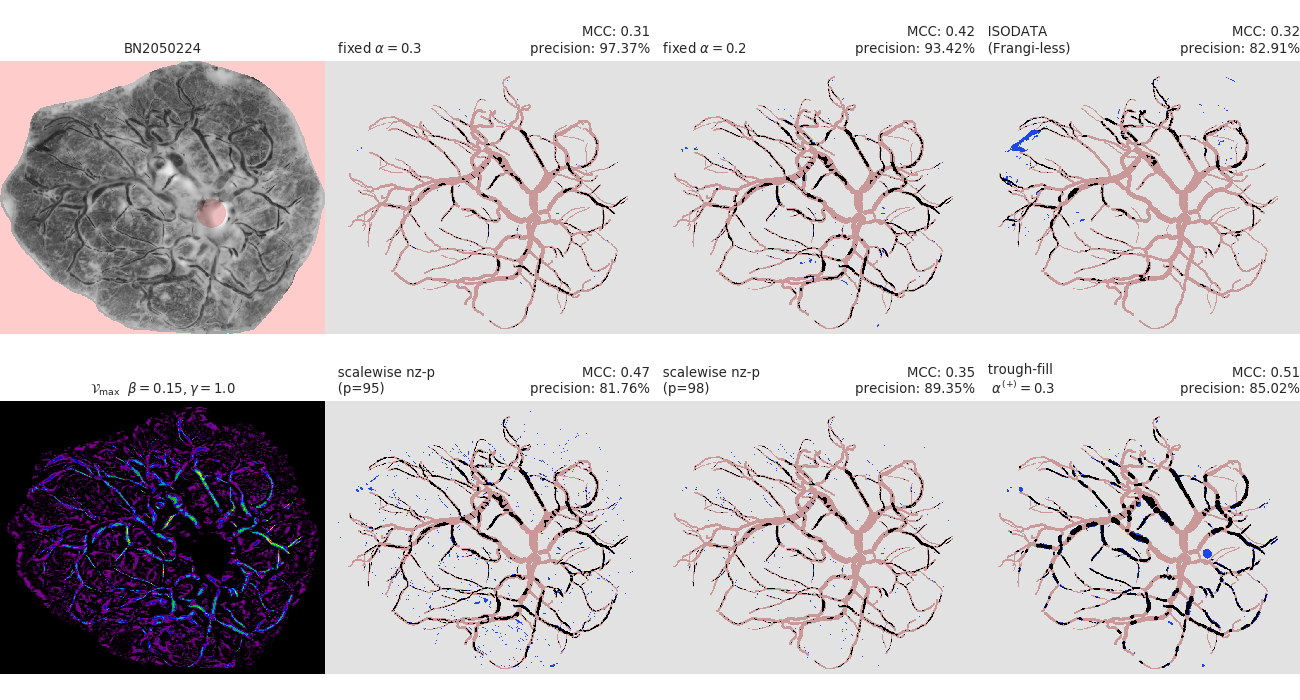 BN2050224
fixed α = 0.3
MCC: 0.31
precision: 97.37%
fixed α = 0.2
MCC: 0.42
precision: 93.42%
ISODATA
(Frangi-less)
MCC: 0.32
precision: 82.91%
𝒱max β = 0.15, γ = 1.0
scalewise nz-p
(p=95)
MCC: 0.47
precision: 81.76%
scalewise nz-p
(p=98)
MCC: 0.35
precision: 89.35%
trough-fill
α(+) = 0.3
MCC: 0.51
precision: 85.02%